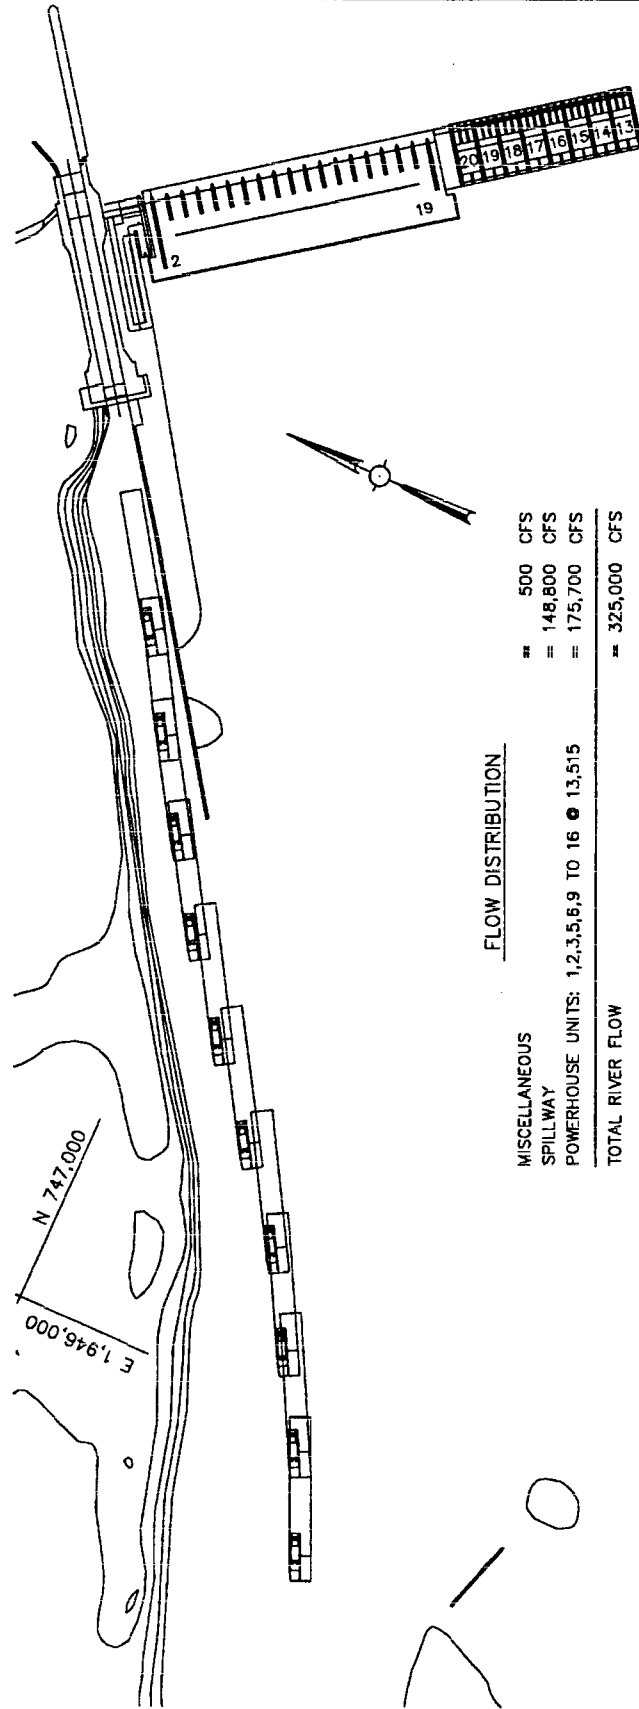 20 19 18 17 16 15 14 13
19
2
N 747,000
E 1,946,000
FLOW DISTRIBUTION
MISCELLANEOUS = 500 CFS
SPILLWAY = 148,800 CFS
POWERHOUSE UNITS: 1,2,3,5,6,9 TO 16 @ 13,515 = 175,700 CFS
TOTAL RIVER FLOW = 325,000 CFS